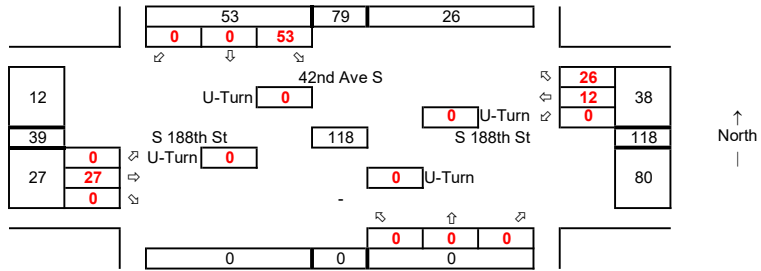 53 79 26
0 0 53
⬃ ⇩ ⬂
42nd Ave S
⬁ 26
12
U-Turn 0
⇦ 12
38
0 U-Turn ⬃ 0
39
S 188th St
118
S 188th St
118
↑
North
|
0 ⬀ U-Turn 0
27
27 ⇨
0 U-Turn
80
0 ⬂
-
⬁ ⇧ ⬀
0 0 0
0 0 0